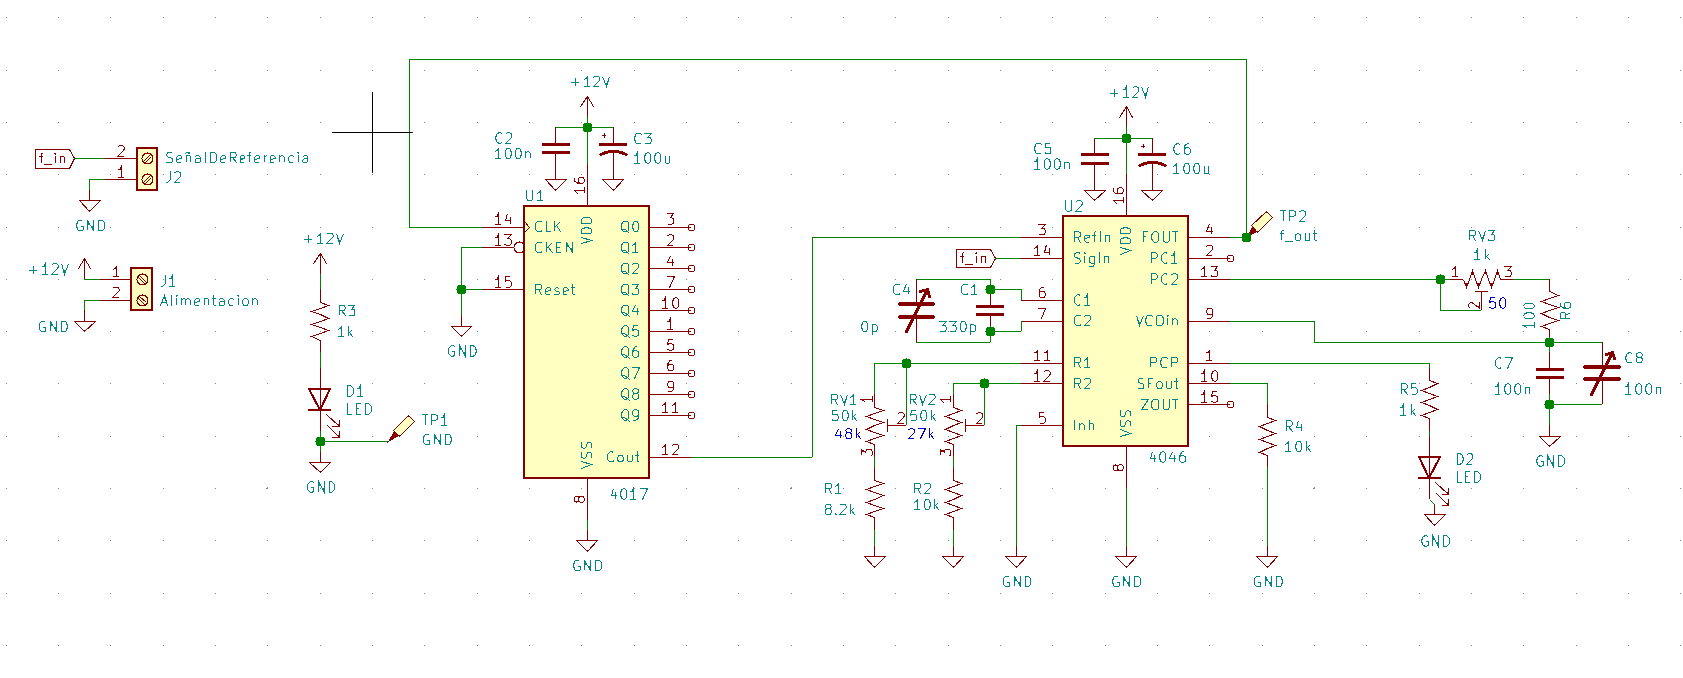 f_in
2
1
SeñalDeReferencia
J2
GND
+12V
GND
1
2
J1
Alimentacion
+12V
R3
1k
D1
LED
TP1
GND
GND
+12V
C2
100n
C3
100u
16
U1
14
CLK
VDD
13
CKEN
15
Reset
GND
Q0
3
Q1
2
Q2
4
Q3
7
Q4
10
Q5
1
Q6
5
Q7
6
Q8
9
Q9
11
VSS
Cout
12
8
4017
GND
+12V
C5
100n
C6
100u
16
U2
3
RefIn
VDD
FOUT
4
TP2
f_out
f_in
14
SigIn
PC1
2
PC2
13
C4
0p
C1
330p
6
C1
7
C2
VCOin
9
11
R1
PCP
1
12
R2
SFout
10
ZOUT
15
5
Inh
VSS
8
4046
RV1
50k
48k
1
2
3
RV2
50k
27k
1
2
3
R1
8.2k
R2
10k
GND
GND
R4
10k
GND
RV3
1k
1
3
2
50
100
R6
C7
100n
C8
100n
GND
R5
1k
D2
LED
GND